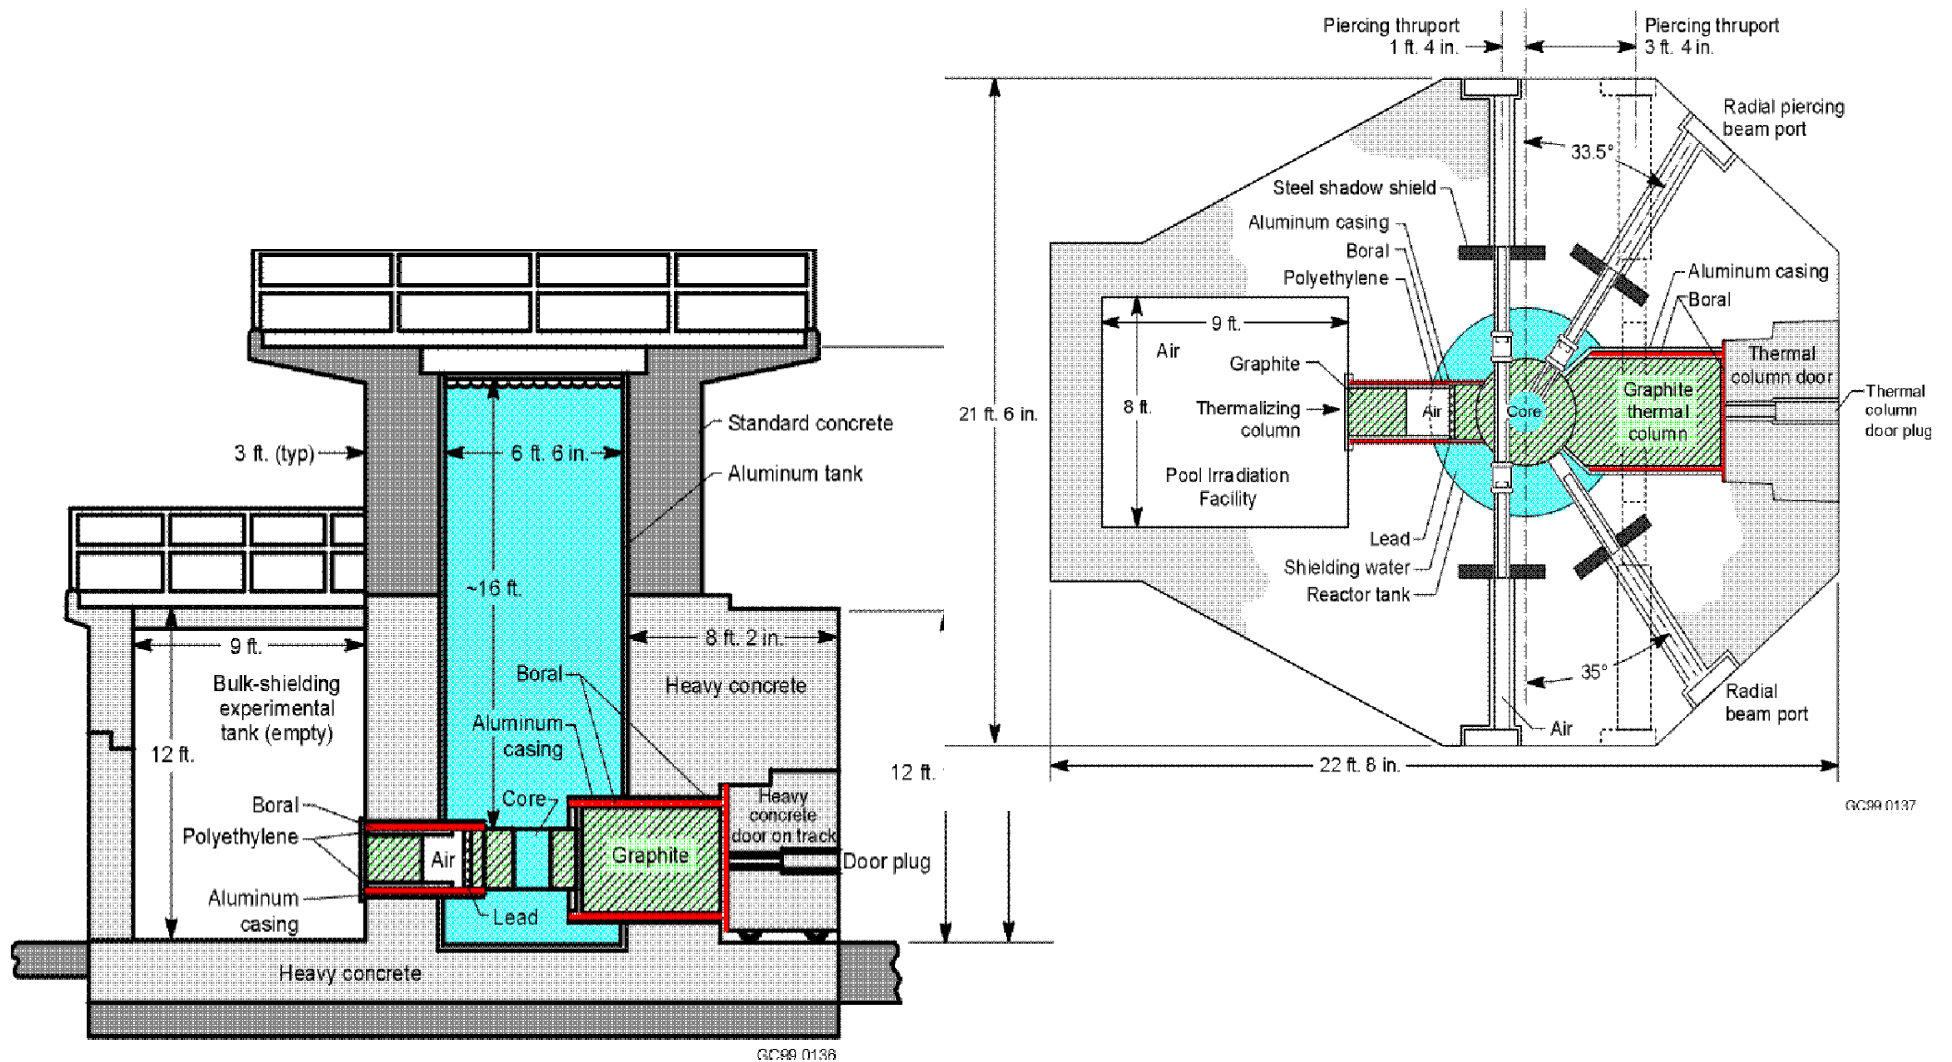 3 ft. (typ)
6 ft. 6 in.
Standard concrete
Aluminum tank
~16 ft.
9 ft.
8 ft. 2 in.
Bulk-shielding
experimental
tank (empty)
12 ft.
Boral
Heavy concrete
Aluminum
casing
12 ft.
Boral
Core
Heavy
concrete
door on track
Polyethylene
Air
Graphite
Door plug
Aluminum
casing
Lead
Heavy concrete
GC99 0136
Piercing thruport
1 ft. 4 in.
Piercing thruport
3 ft. 4 in.
Radial piercing
beam port
33.5°
Steel shadow shield
Aluminum casing
Boral
Polyethylene
Aluminum casing
Boral
9 ft.
Air
Graphite
Thermal
column door
8 ft.
Thermalizing
column
Air
Core
Graphite
thermal
column
Thermal
column
door plug
21 ft. 6 in.
Pool Irradiation
Facility
Lead
Shielding water
Reactor tank
35°
Radial
beam port
Air
22 ft. 8 in.
GC99 0137